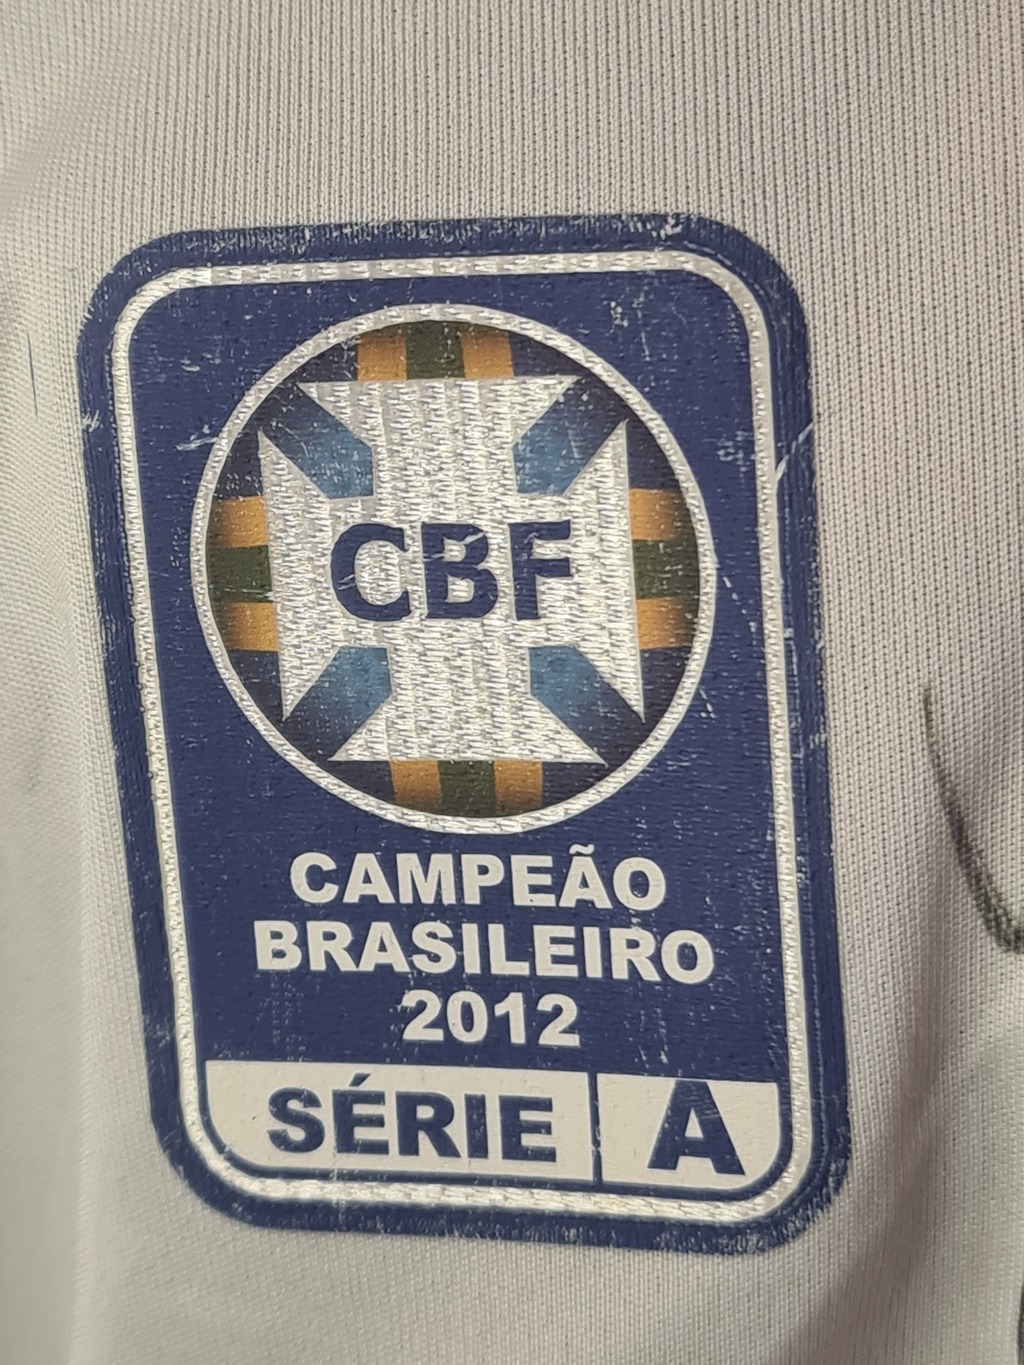 CBF
CAMPEÃO
BRASILEIRO
2012
SÉRIE A